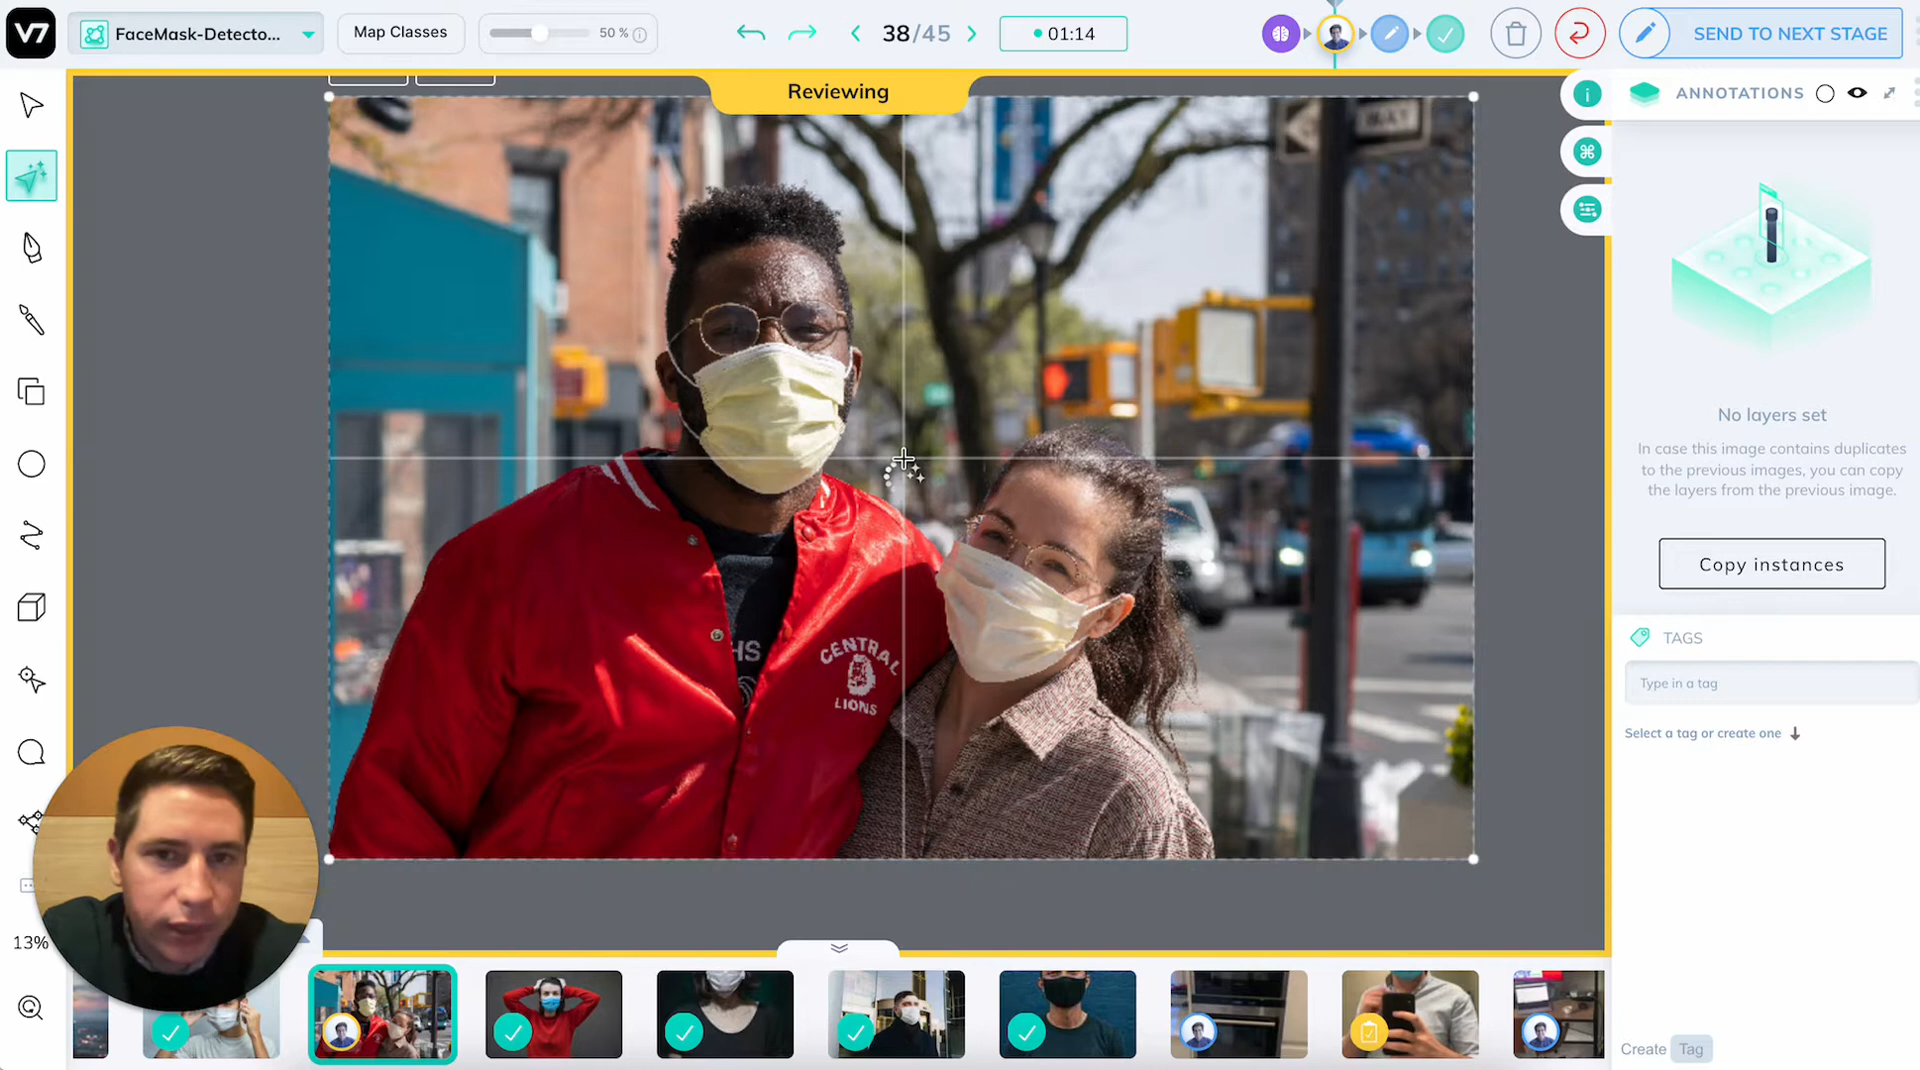 V7
FaceMask-Detecto...
Map Classes
50 %
38/45
01:14
SEND TO NEXT STAGE
Reviewing
ANNOTATIONS
WAY
No layers set
In case this image contains duplicates
to the previous images, you can copy
the layers from the previous image.
Copy instances
TAGS
Type in a tag
Select a tag or create one
HS
CENTRAL
LIONS
13%
Create Tag